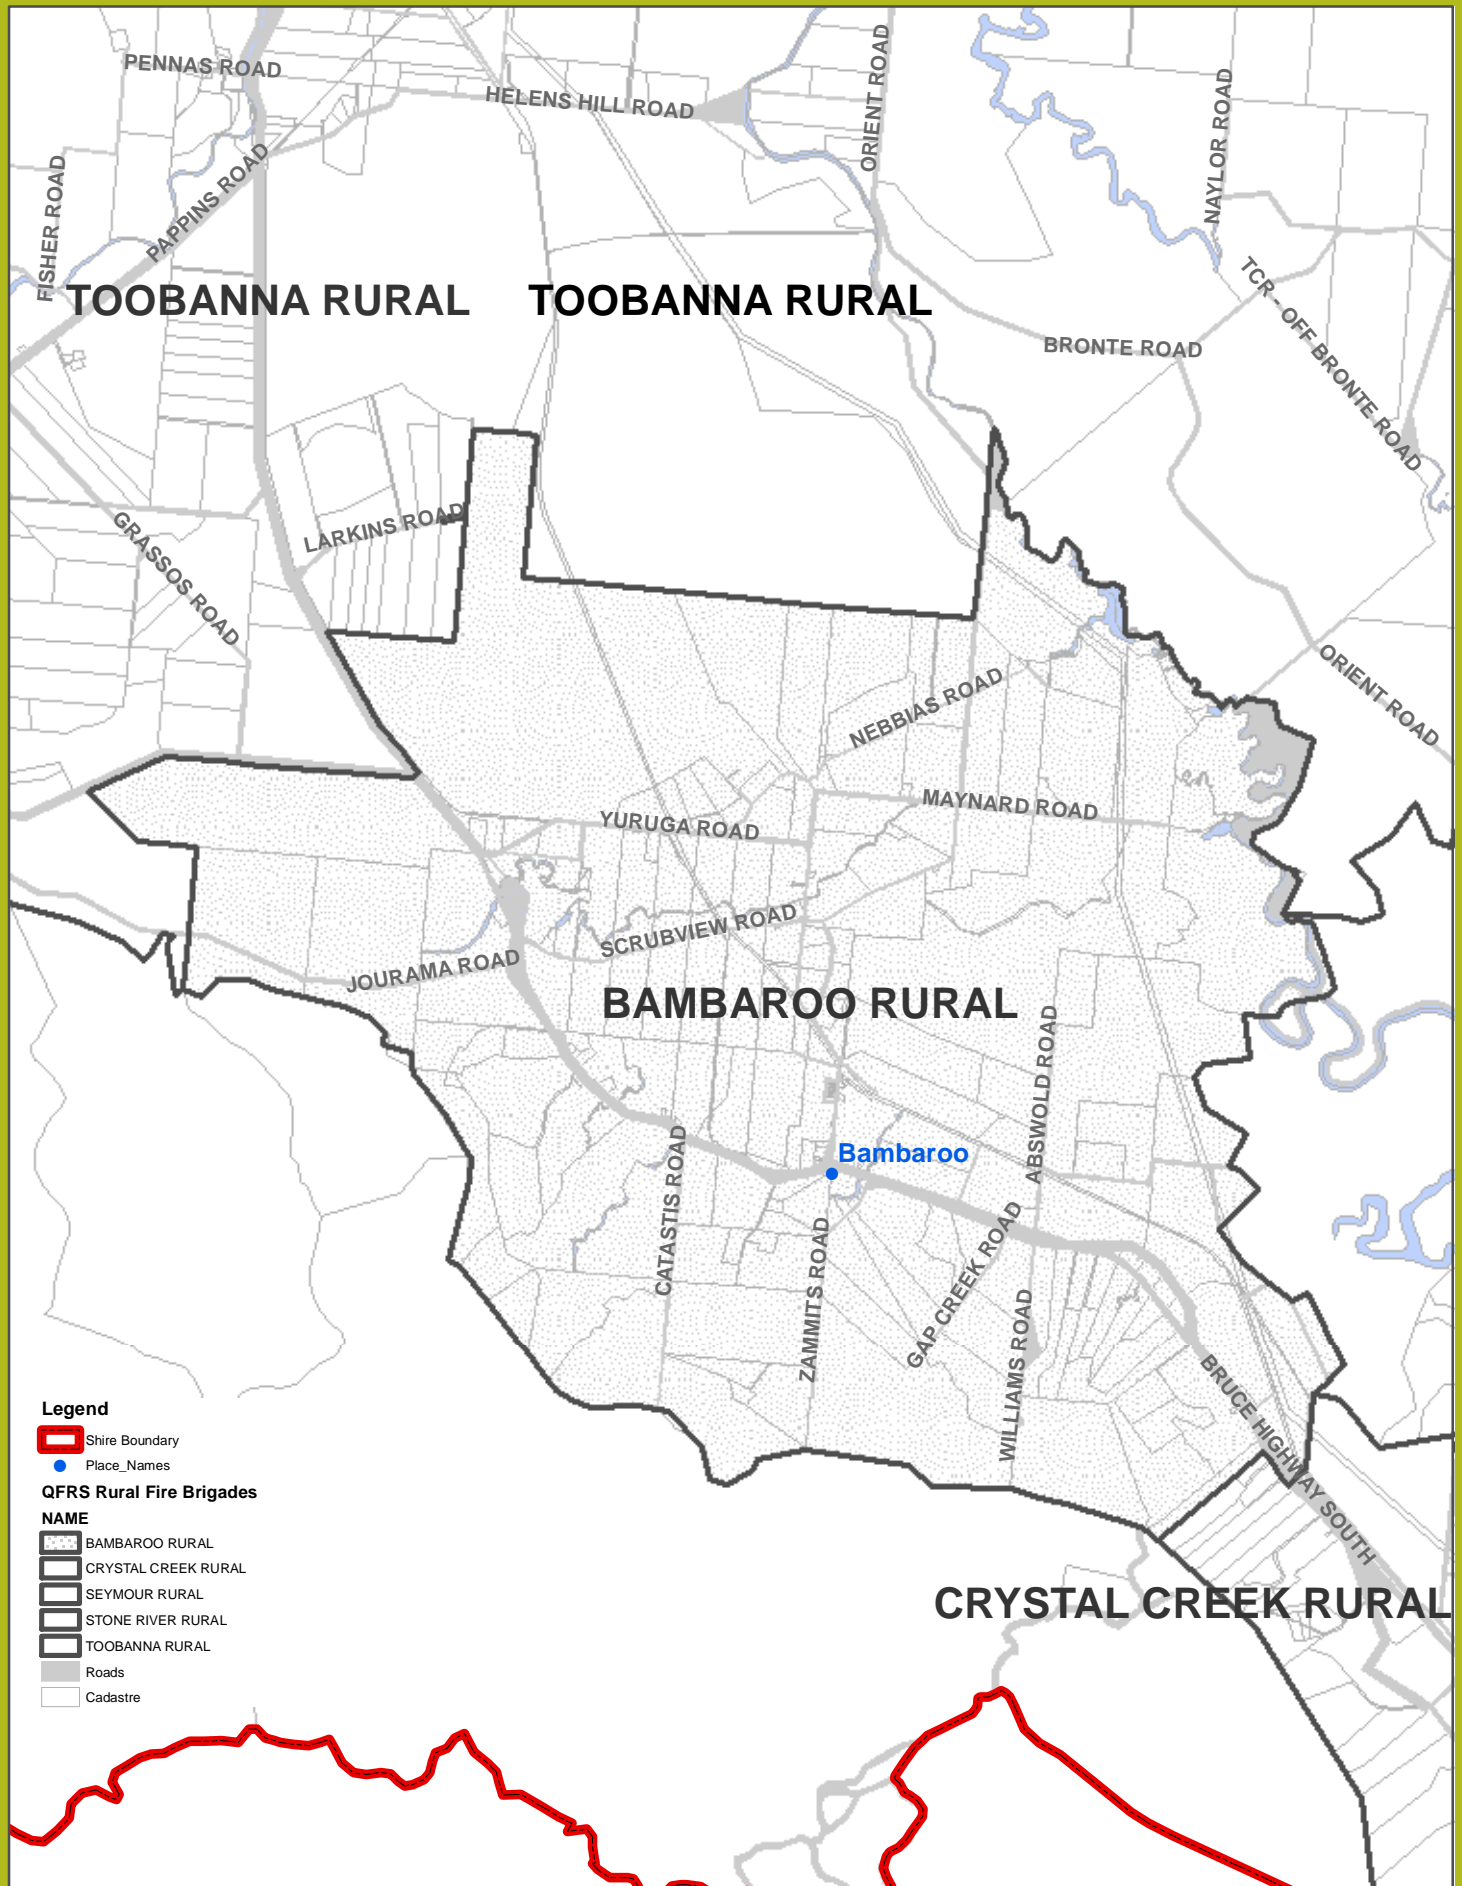 PENNAS ROAD
HELENS HILL ROAD
ORIENT ROAD
NAYLOR ROAD
FISHER ROAD
PAPPINS ROAD
TOOBANNA RURAL
TOOBANNA RURAL
TCR - OFF BRONTE ROAD
BRONTE ROAD
GRASSOS ROAD
LARKINS ROAD
ORIENT ROAD
NEBBIAS ROAD
MAYNARD ROAD
YURUGA ROAD
SCRUBVIEW ROAD
JOURAMA ROAD
BAMBAROO RURAL
ABSWOLD ROAD
Bambaroo
CATASTIS ROAD
ZAMMITS ROAD
GAP CREEK ROAD
WILLIAMS ROAD
BRUCE HIGHWAY SOUTH
CRYSTAL CREEK RURAL
Legend
Shire Boundary
Place_Names
QFRS Rural Fire Brigades
NAME
BAMBAROO RURAL
CRYSTAL CREEK RURAL
SEYMOUR RURAL
STONE RIVER RURAL
TOOBANNA RURAL
Roads
Cadastre